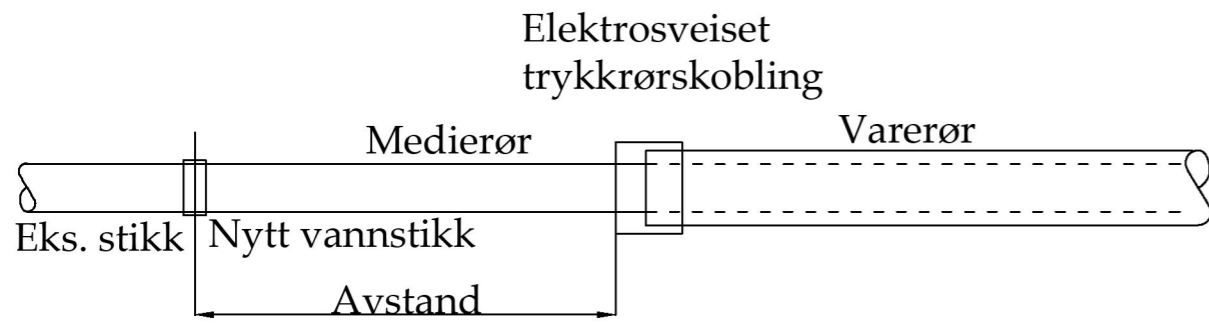 Elektrosveiset
trykkrørskobling
Medierør
Varerør
Eks. stikk
Nytt vannstikk
Avstand